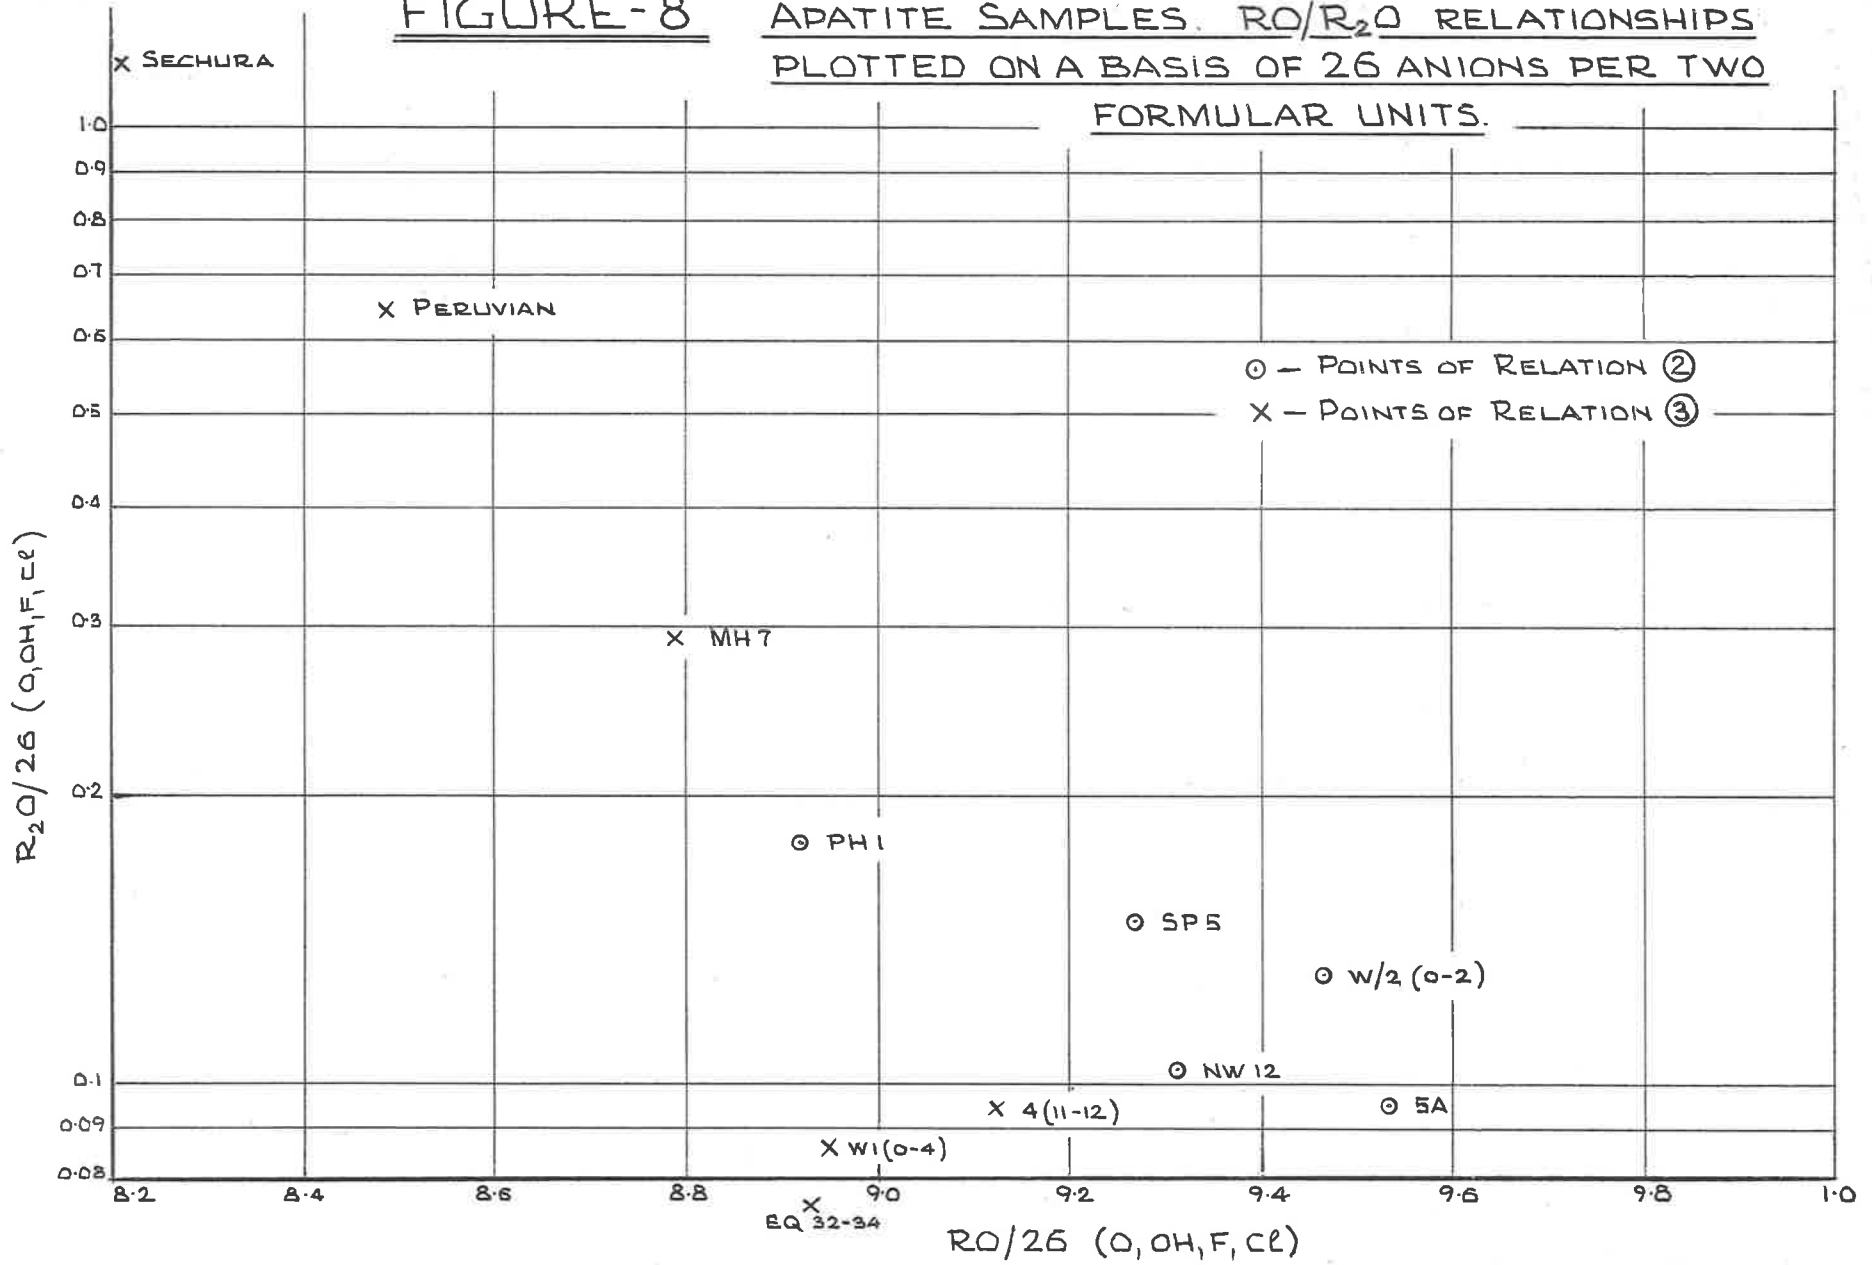 FIGURE-8
APATITE SAMPLES. RO/R₂O RELATIONSHIPS
PLOTTED ON A BASIS OF 26 ANIONS PER TWO
FORMULAR UNITS.
× SECHURA
1.0
0.9
0.8
0.7
× PERUVIAN
0.6
⊙ – POINTS OF RELATION ②
0.5
× – POINTS OF RELATION ③
0.4
0.3
× MH7
R₂O/26 (O,OH,F,Cl)
0.2
⊙ PH1
⊙ SP5
⊙ W/2 (0-2)
⊙ NW12
0.1
× 4(11-12)
⊙ 5A
0.09
× W1(0-4)
0.08
8.2 8.4 8.6 8.8 9.0 9.2 9.4 9.6 9.8 1.0
×
EQ 32-34
RO/26 (O,OH,F,Cl)